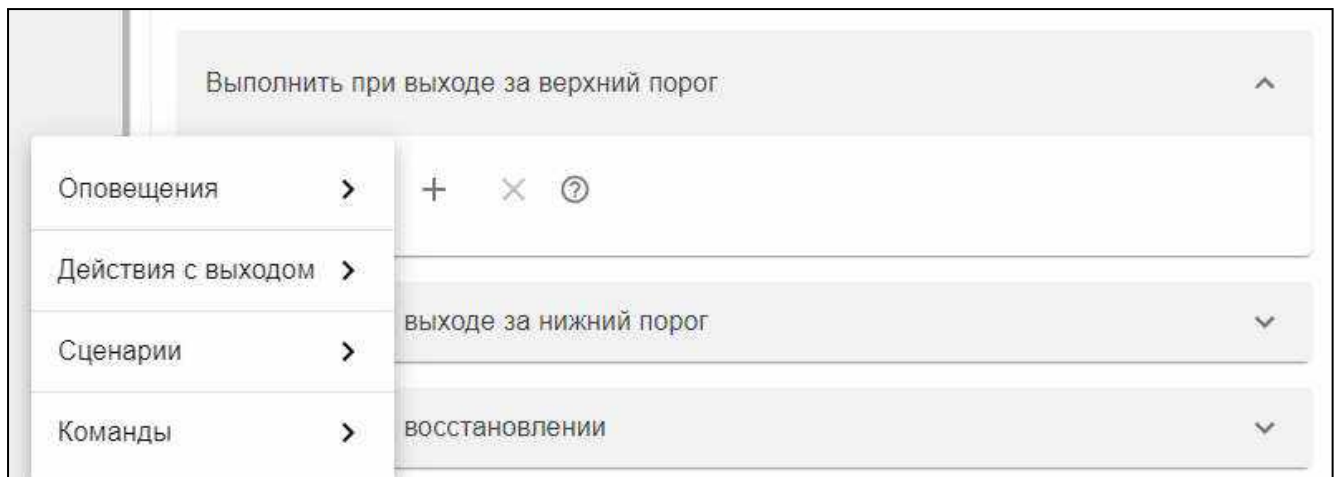 Выполнить при выходе за верхний порог
Оповещения
Действия с выходом
выходе за нижний порог
Сценарии
Команды
восстановлении